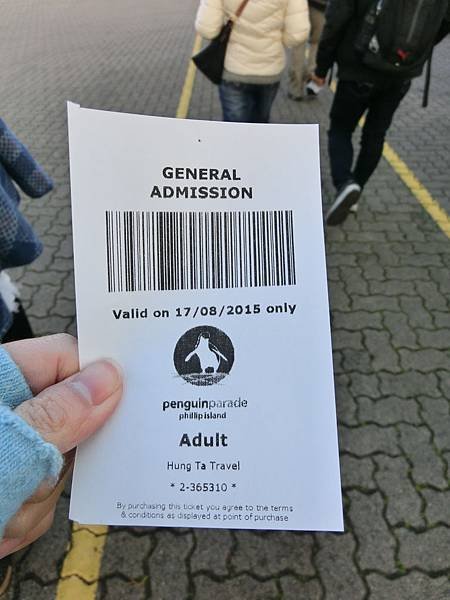 GENERAL
ADMISSION
Valid on 17/08/2015 only
penguinparade
phillip island
Adult
Hung Ta Travel
* 2-365310 *
By purchasing this ticket you agree to the terms
& conditions as displayed at point of purchase